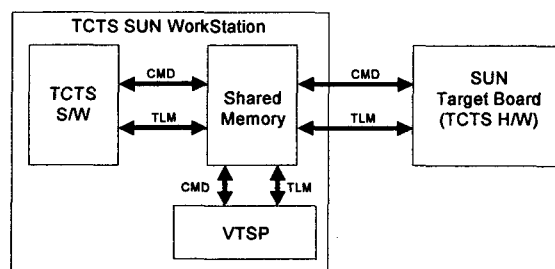 TCTS SUN WorkStation
TCTS
S/W
CMD
TLM
Shared
Memory
CMD
TLM
SUN
Target Board
(TCTS H/W)
CMD
TLM
VTSP